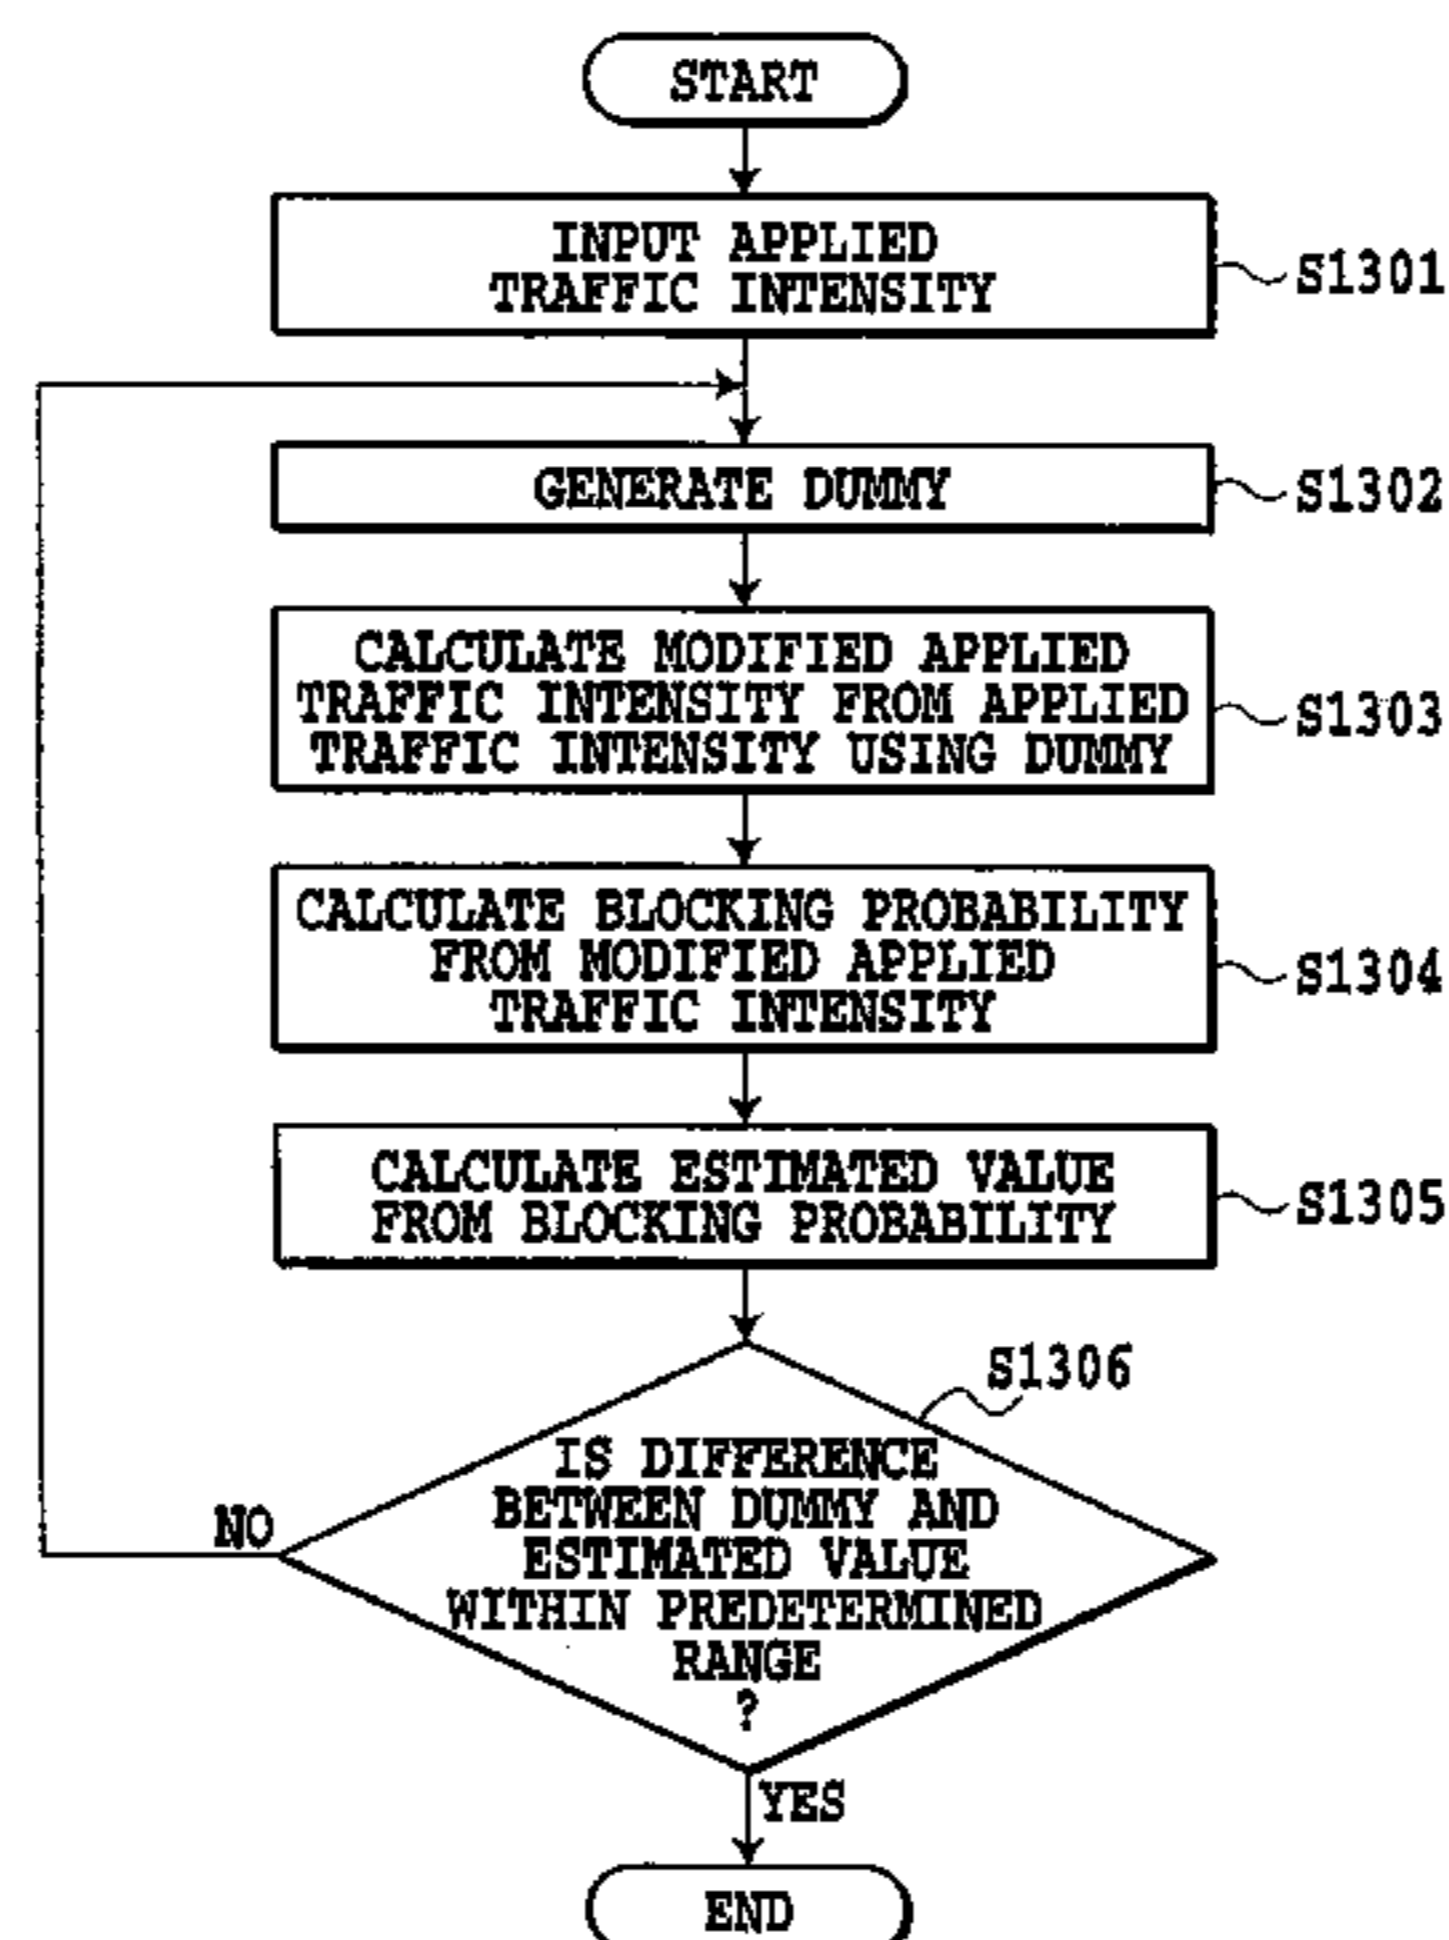 START
INPUT APPLIED
TRAFFIC INTENSITY
S1301
GENERATE DUMMY
S1302
CALCULATE MODIFIED APPLIED
TRAFFIC INTENSITY FROM APPLIED
TRAFFIC INTENSITY USING DUMMY
S1303
CALCULATE BLOCKING PROBABILITY
FROM MODIFIED APPLIED
TRAFFIC INTENSITY
S1304
CALCULATE ESTIMATED VALUE
FROM BLOCKING PROBABILITY
S1305
S1306
IS DIFFERENCE
BETWEEN DUMMY AND
ESTIMATED VALUE
WITHIN PREDETERMINED
RANGE
?
NO
YES
END